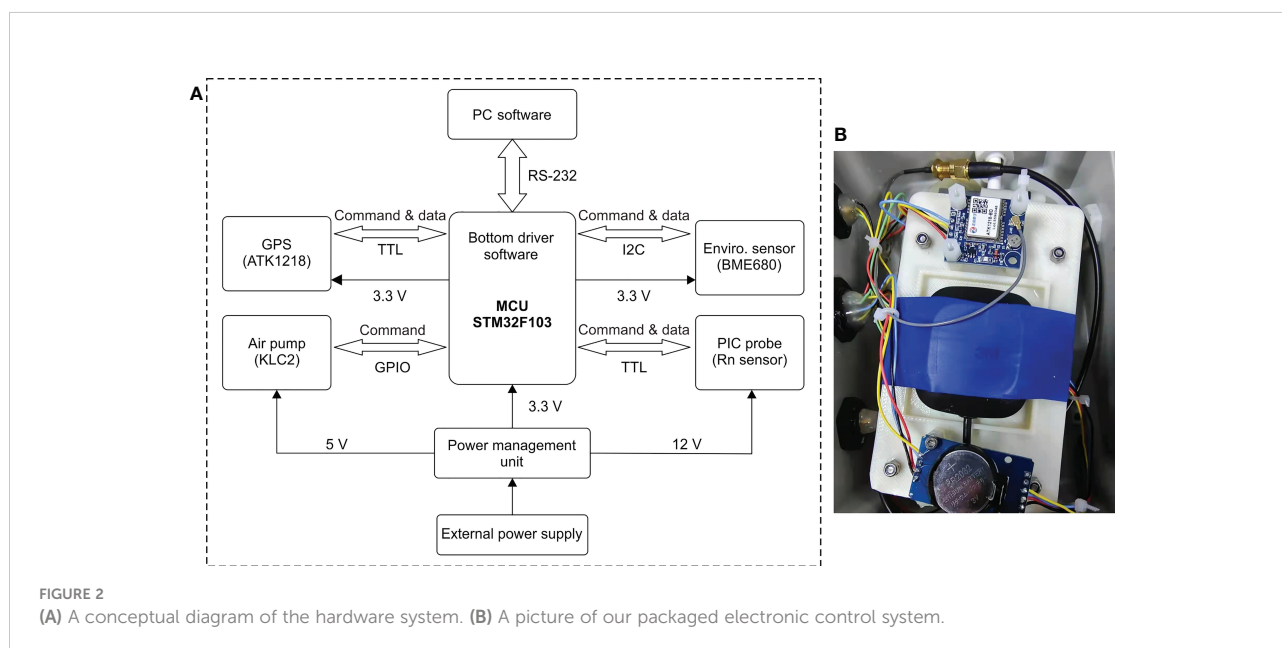 A
PC software
RS-232
Command & data
TTL
Command & data
I2C
GPS
(ATK1218)
Bottom driver
software
MCU
STM32F103
Enviro. sensor
(BME680)
3.3 V
3.3 V
Air pump
(KLC2)
Command
GPIO
Command & data
TTL
PIC probe
(Rn sensor)
3.3 V
5 V
Power management
unit
12 V
External power supply
B
FIGURE 2
(A) A conceptual diagram of the hardware system. (B) A picture of our packaged electronic control system.